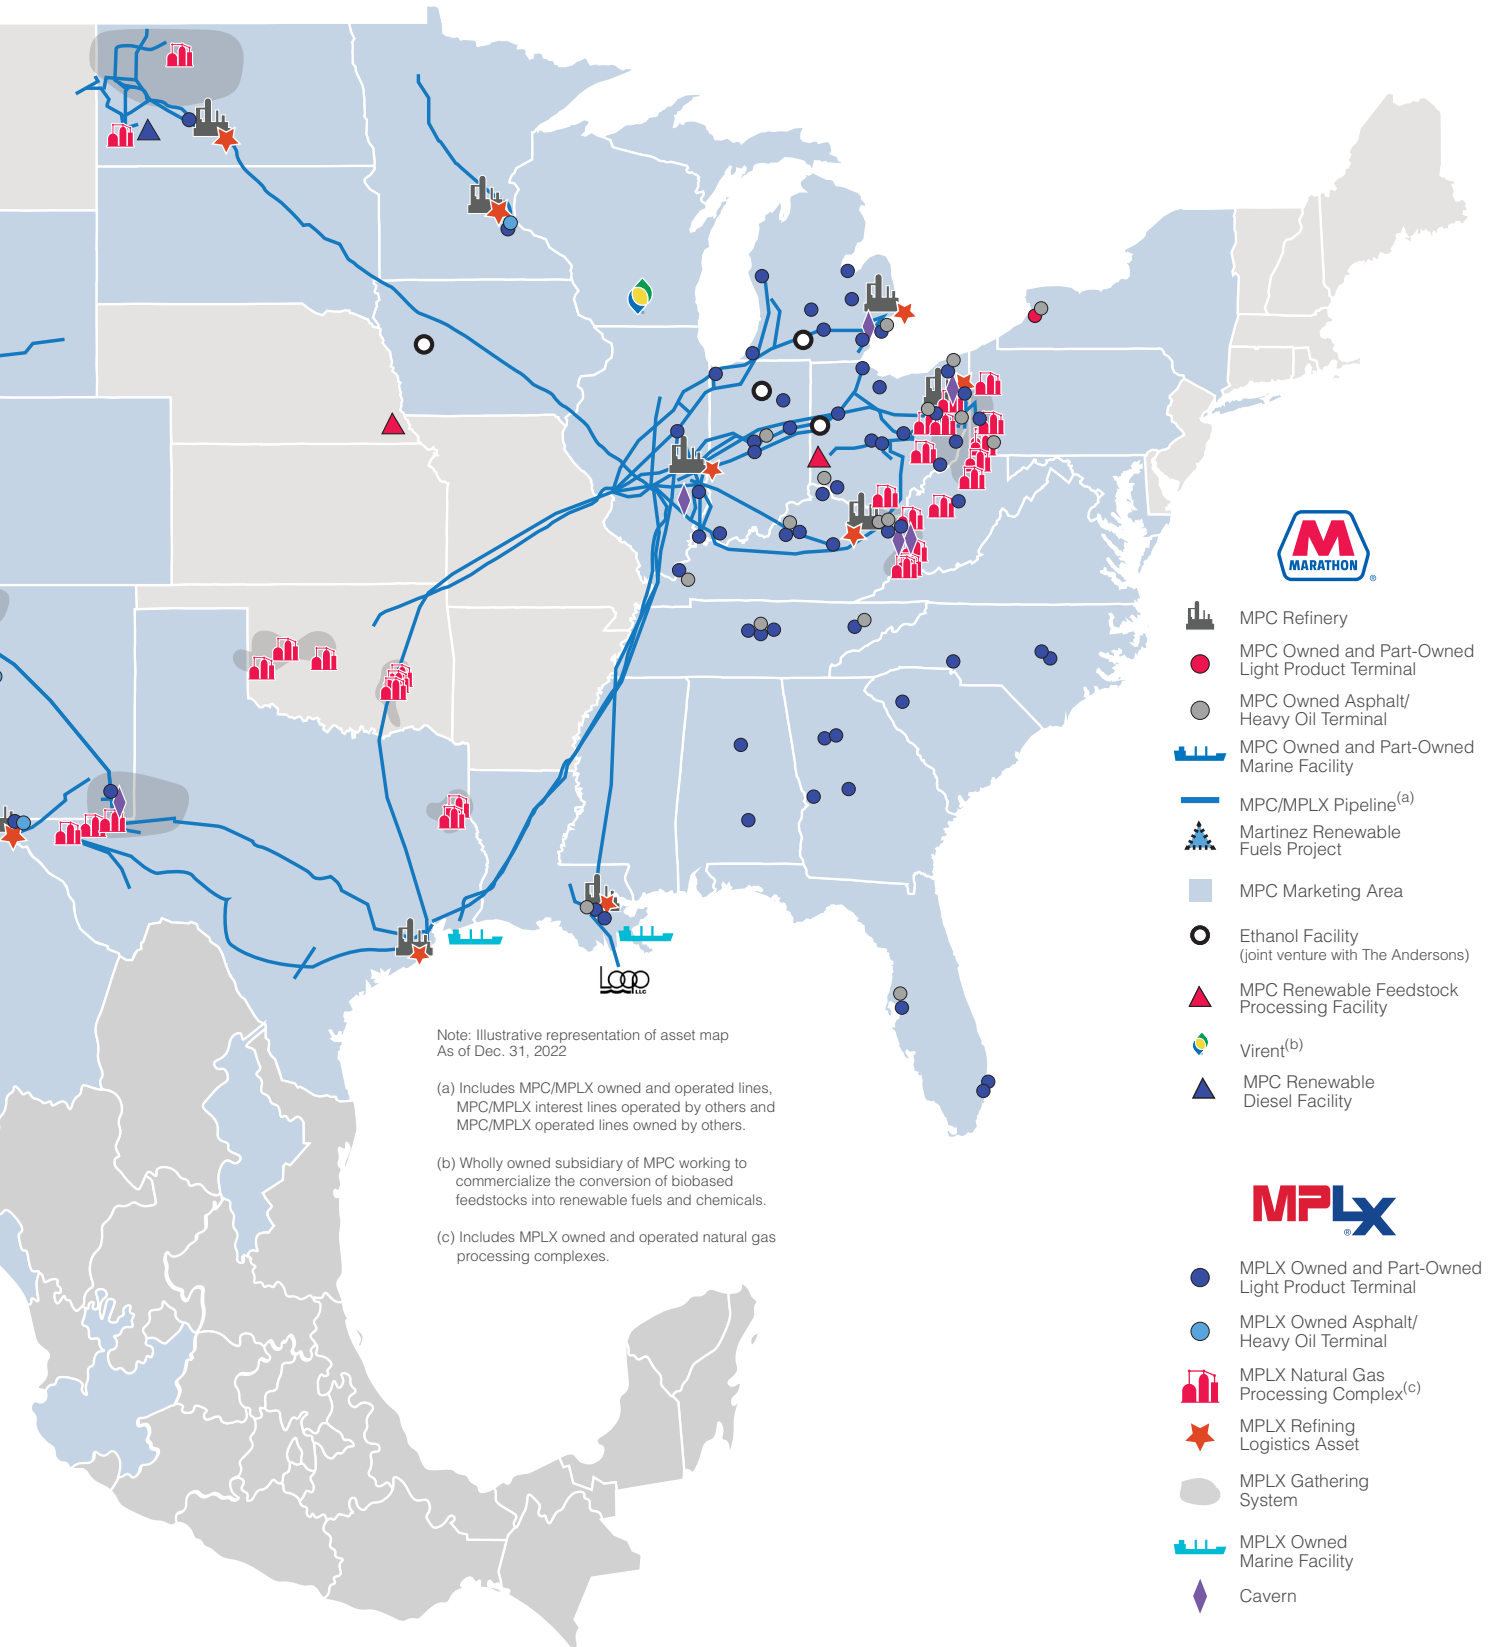 LOOP
LLC
Note: Illustrative representation of asset map
As of Dec. 31, 2022
(a) Includes MPC/MPLX owned and operated lines,
MPC/MPLX interest lines operated by others and
MPC/MPLX operated lines owned by others.
(b) Wholly owned subsidiary of MPC working to
commercialize the conversion of biobased
feedstocks into renewable fuels and chemicals.
(c) Includes MPLX owned and operated natural gas
processing complexes.
M
MARATHON
®
MPC Refinery
MPC Owned and Part-Owned
Light Product Terminal
MPC Owned Asphalt/
Heavy Oil Terminal
MPC Owned and Part-Owned
Marine Facility
MPC/MPLX Pipeline(a)
Martinez Renewable
Fuels Project
MPC Marketing Area
Ethanol Facility
(joint venture with The Andersons)
MPC Renewable Feedstock
Processing Facility
Virent(b)
MPC Renewable
Diesel Facility
MPLX
®
MPLX Owned and Part-Owned
Light Product Terminal
MPLX Owned Asphalt/
Heavy Oil Terminal
MPLX Natural Gas
Processing Complex(c)
MPLX Refining
Logistics Asset
MPLX Gathering
System
MPLX Owned
Marine Facility
Cavern